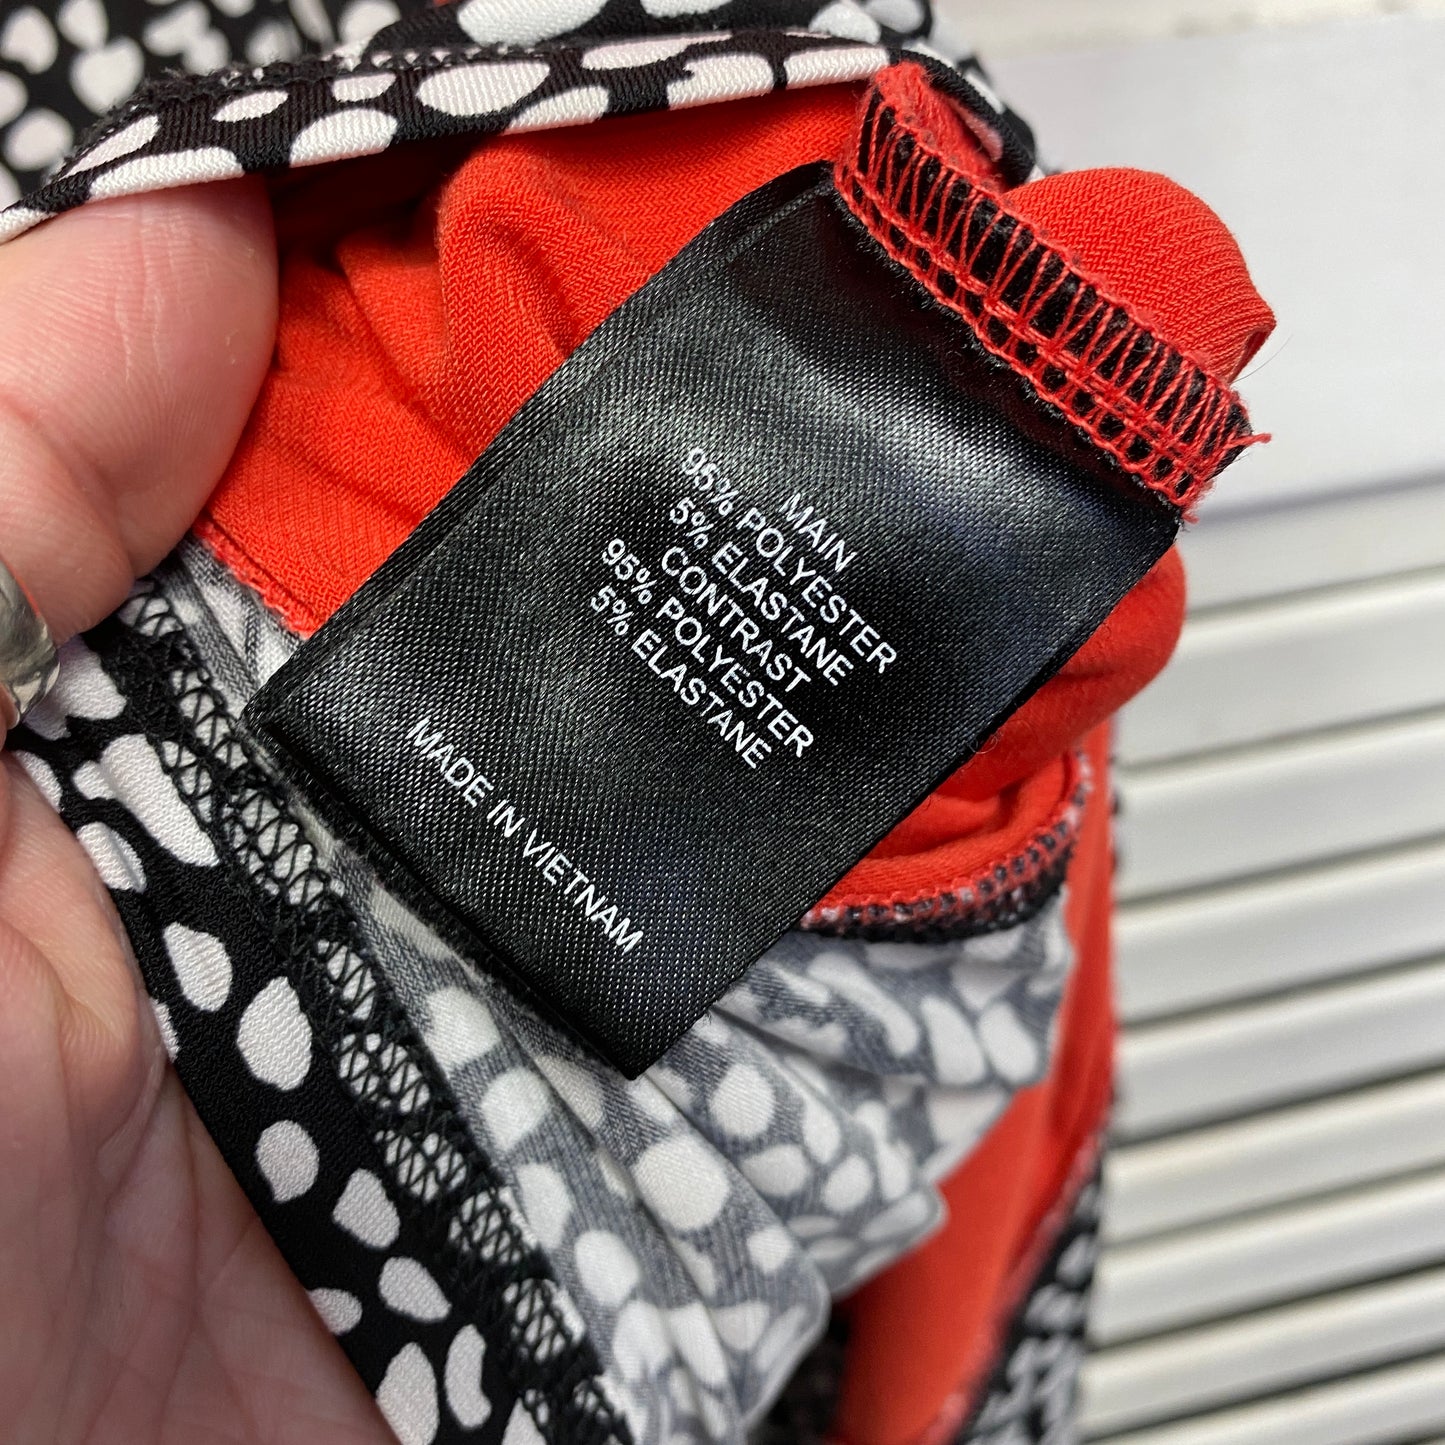 MAIN
95% POLYESTER
5% ELASTANE
CONTRAST
95% POLYESTER
5% ELASTANE
MADE IN VIETNAM